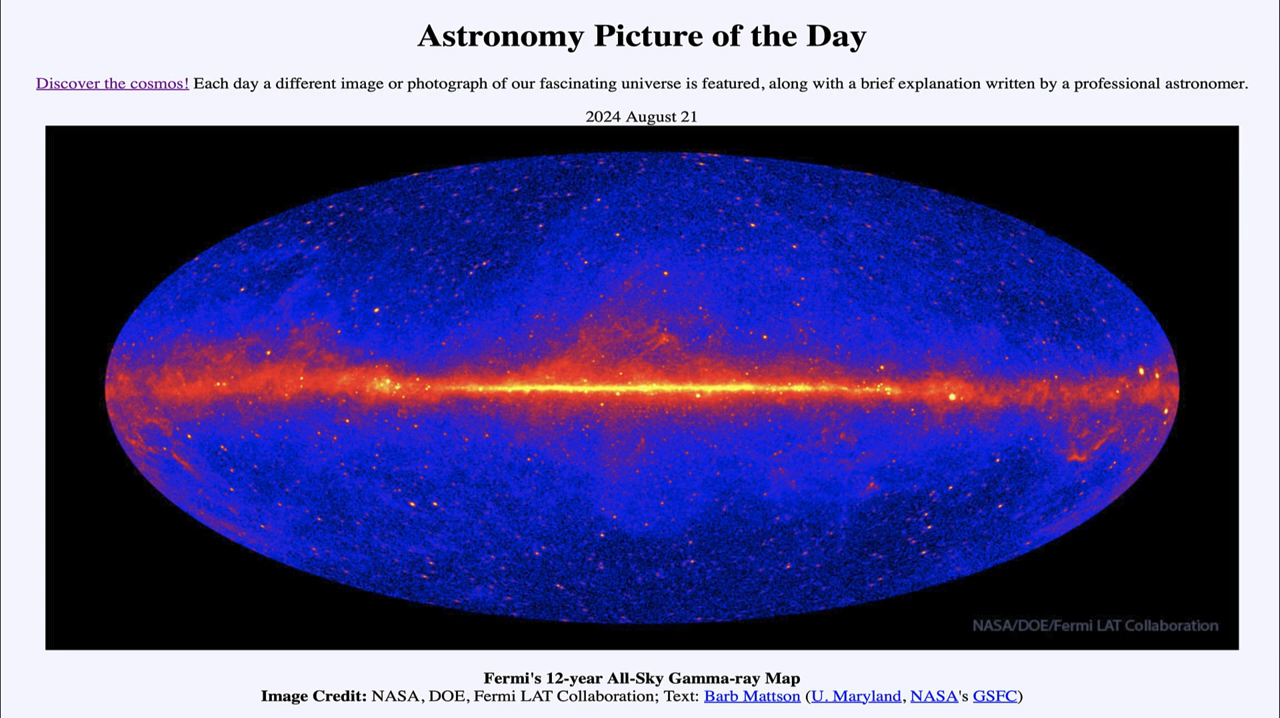 Astronomy Picture of the Day
Discover the cosmos! Each day a different image or photograph of our fascinating universe is featured, along with a brief explanation written by a professional astronomer.
2024 August 21
NASA/DOE/Fermi LAT Collaboration
Fermi's 12-year All-Sky Gamma-ray Map
Image Credit: NASA, DOE, Fermi LAT Collaboration; Text: Barb Mattson (U. Maryland, NASA's GSFC)